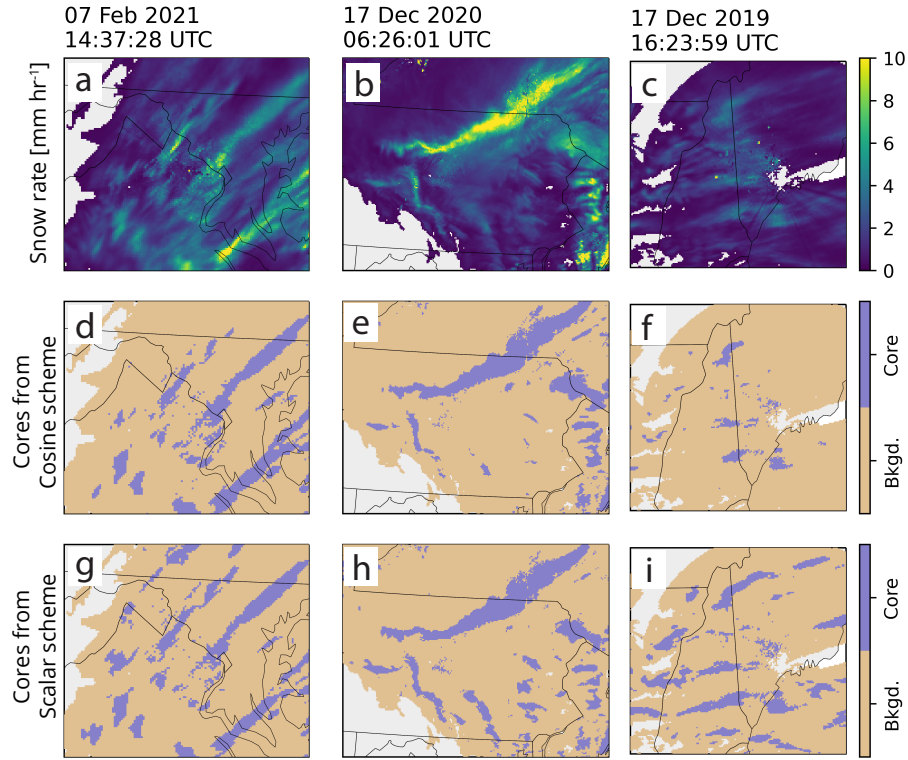 07 Feb 2021
14:37:28 UTC
17 Dec 2020
06:26:01 UTC
17 Dec 2019
16:23:59 UTC
Snow rate [mm hr⁻¹]
a
b
c
10
8
6
4
2
0
Cores from
Cosine scheme
d
e
f
Core
Bkgd.
Cores from
Scalar scheme
g
h
i
Core
Bkgd.